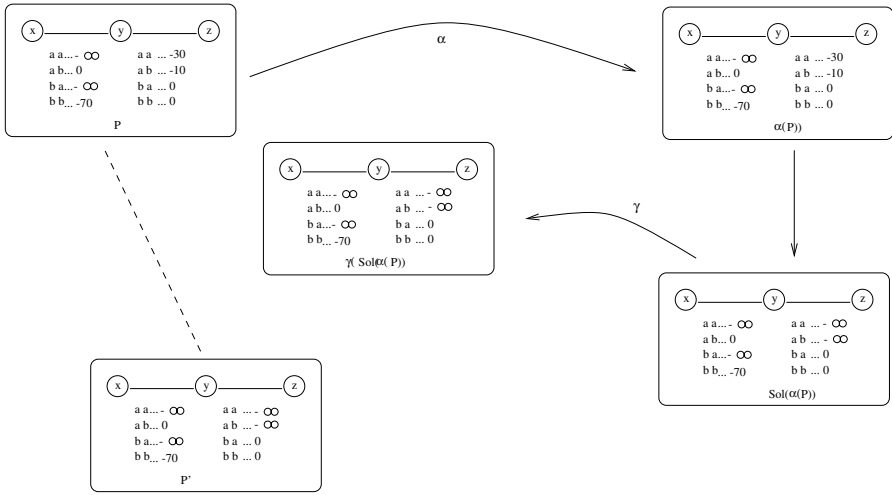 x y z
a a...- ∞ a a ...-30
a b... 0 a b ... -10
b a...- ∞ b a ... 0
b b... -70 b b ... 0
P
α
x y z
a a...- ∞ a a ... -30
a b... 0 a b ... -10
b a...- ∞ b a ... 0
b b... -70 b b ... 0
α(P))
x y z
a a...- ∞ a a ... - ∞
a b... 0 a b ... - ∞
b a...- ∞ b a ... 0
b b... -70 b b ... 0
γ( Sol(α( P))
γ
x y z
a a...- ∞ a a ... - ∞
a b... 0 a b ... - ∞
b a...- ∞ b a ... 0
b b... -70 b b ... 0
Sol(α(P))
x y z
a a...- ∞ a a ... - ∞
a b... 0 a b ... - ∞
b a...- ∞ b a ... 0
b b... -70 b b ... 0
P'